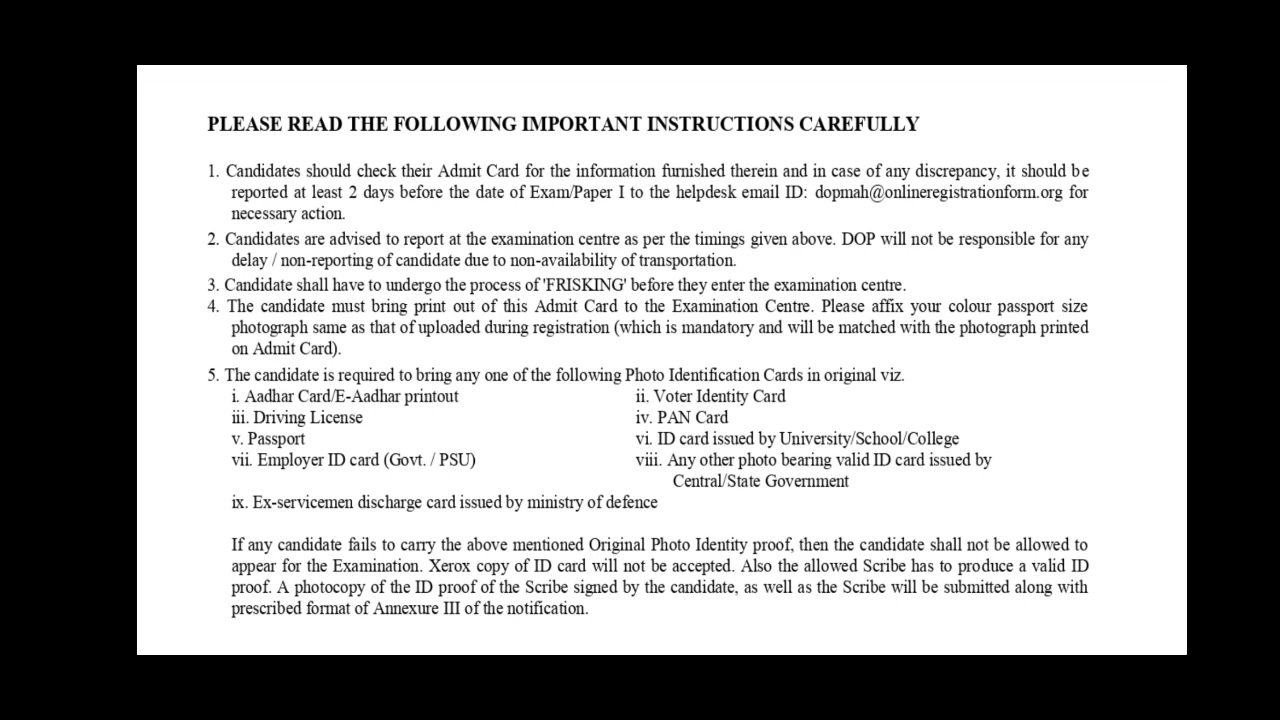 PLEASE READ THE FOLLOWING IMPORTANT INSTRUCTIONS CAREFULLY
1. Candidates should check their Admit Card for the information furnished therein and in case of any discrepancy, it should be
reported at least 2 days before the date of Exam/Paper I to the helpdesk email ID: dopmah@onlineregistrationform.org for
necessary action.
2. Candidates are advised to report at the examination centre as per the timings given above. DOP will not be responsible for any
delay / non-reporting of candidate due to non-availability of transportation.
3. Candidate shall have to undergo the process of 'FRISKING' before they enter the examination centre.
4. The candidate must bring print out of this Admit Card to the Examination Centre. Please affix your colour passport size
photograph same as that of uploaded during registration (which is mandatory and will be matched with the photograph printed
on Admit Card).
5. The candidate is required to bring any one of the following Photo Identification Cards in original viz.
i. Aadhar Card/E-Aadhar printout ii. Voter Identity Card
iii. Driving License iv. PAN Card
v. Passport vi. ID card issued by University/School/College
vii. Employer ID card (Govt. / PSU) viii. Any other photo bearing valid ID card issued by
Central/State Government
ix. Ex-servicemen discharge card issued by ministry of defence
If any candidate fails to carry the above mentioned Original Photo Identity proof, then the candidate shall not be allowed to
appear for the Examination. Xerox copy of ID card will not be accepted. Also the allowed Scribe has to produce a valid ID
proof. A photocopy of the ID proof of the Scribe signed by the candidate, as well as the Scribe will be submitted along with
prescribed format of Annexure III of the notification.